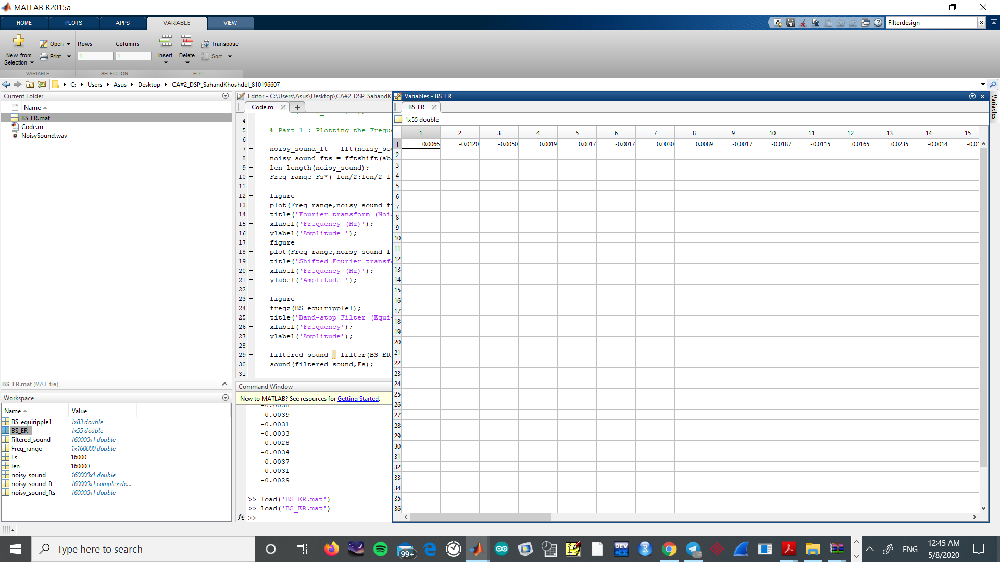 MATLAB R2015a
HOME PLOTS APPS VARIABLE VIEW
FIlterdesign
New from
Selection
Open
Print
Rows Columns
1 1
Insert
Delete
Transpose
Sort
VARIABLE SELECTION EDIT
C: Users Asus Desktop CA#2_DSP_SahandKhoshdel_810196607
Current Folder
Name
BS_ER.mat
Code.m
NoisySound.wav
BS_ER.mat (MAT-file)
Workspace
Name Value
BS_equiripple1 1x83 double
BS_ER 1x55 double
filtered_sound 160000x1 double
Freq_range 1x160000 double
Fs 16000
len 160000
noisy_sound 160000x1 double
noisy_sound_ft 160000x1 complex do...
noisy_sound_fts 160000x1 double
Editor - C:\Users\Asus\Desktop\CA#2_DSP_SahandK
Code.m
4
5 % Part 1 : Plotting the Freque
6
7 noisy_sound_ft = fft(noisy_sou
8 noisy_sound_fts = fftshift(ab
9 len=length(noisy_sound);
10 Freq_range=Fs*(-len/2:len/2-1
11
12 figure
13 plot(Freq_range,noisy_sound_f
14 title('Fourier transform (Noi
15 xlabel('Frequency (Hz)');
16 ylabel('Amplitude ');
17 figure
18 plot(Freq_range,noisy_sound_f
19 title('Shifted Fourier transf
20 xlabel('Frequency (Hz)');
21 ylabel('Amplitude ');
22
23 figure
24 freqz(BS_equiripple1);
25 title('Band-stop Filter (Equi
26 xlabel('Frequency');
27 ylabel('Amplitude');
28
29 filtered_sound = filter(BS_ER
30 sound(filtered_sound,Fs);
31
Command Window
New to MATLAB? See resources for Getting Started.
-0.0038
-0.0039
-0.0031
-0.0033
-0.0028
-0.0034
-0.0037
-0.0031
-0.0029
>> load('BS_ER.mat')
>> load('BS_ER.mat')
fx >>
Variables - BS_ER
BS_ER
1x55 double
1 2 3 4 5 6 7 8 9 10 11 12 13 14 15
1 0.0066 -0.0120 -0.0050 0.0019 0.0017 -0.0017 0.0030 0.0089 -0.0017 -0.0187 -0.0115 0.0165 0.0235 -0.0014 -0.01
2
3
4
5
6
7
8
9
10
11
12
13
14
15
16
17
18
19
20
21
22
23
24
25
26
27
28
29
30
31
32
33
34
35
36
Variables
Type here to search
99+
DEV
C++
R
16
ENG
12:45 AM
5/8/2020